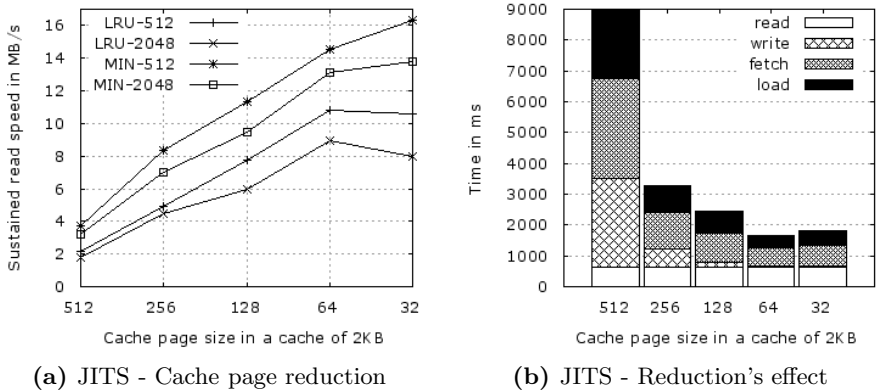 Sustained read speed in MB/s
16
14
12
10
8
6
4
2
0
LRU-512
LRU-2048
MIN-512
MIN-2048
512 256 128 64 32
Cache page size in a cache of 2KB
(a) JITS - Cache page reduction
Time in ms
9000
8000
7000
6000
5000
4000
3000
2000
1000
0
read
write
fetch
load
512 256 128 64 32
Cache page size in a cache of 2KB
(b) JITS - Reduction's effect